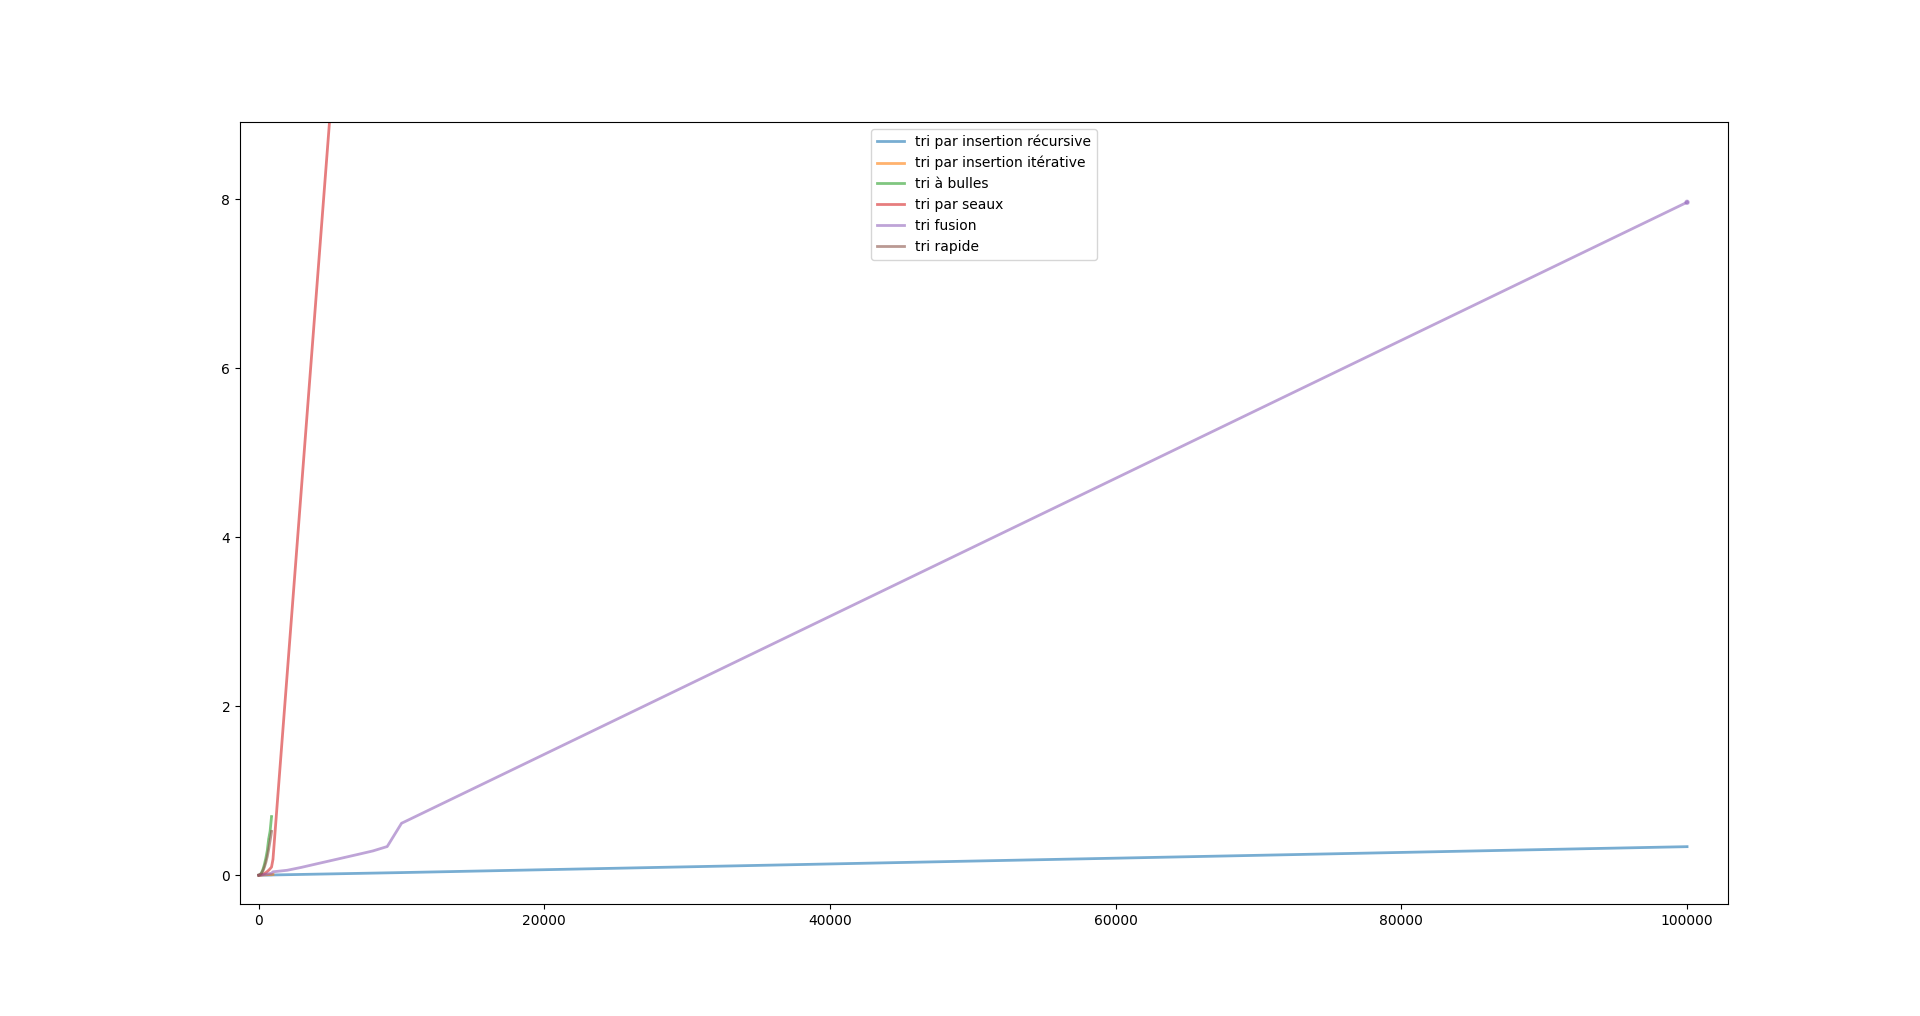 tri par insertion récursive
tri par insertion itérative
tri à bulles
tri par seaux
tri fusion
tri rapide
8
6
4
2
0
0 20000 40000 60000 80000 100000